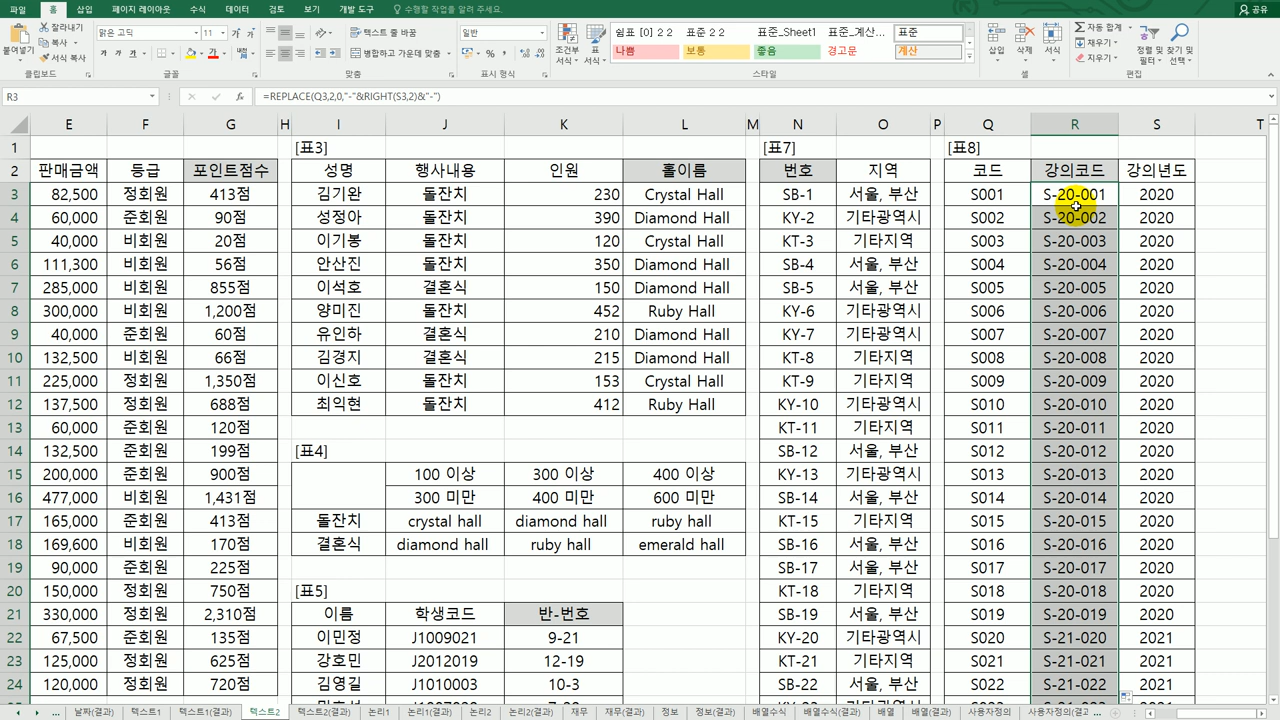 파일 홈 삽입 페이지 레이아웃 수식 데이터 검토 보기 개발 도구 수행할 작업을 알려 주세요. 공유
잘라내기 맑은 고딕 11 텍스트 줄 바꿈 일반 쉼표 [0] 2 2 표준 2 2 표준_Sheet1 표준_계산... 표준 자동 합계
붙여넣기 복사 병합하고 가운데 맞춤 조건부 서식 표 서식 나쁨 보통 좋음 경고문 계산 삽입 삭제 서식 채우기 정렬 및 필터 찾기 및 선택
서식 복사 지우기
클립보드 글꼴 맞춤 표시 형식 스타일 셀 편집
R3 fx =REPLACE(Q3,2,0,"-"&RIGHT(S3,2)&"-")
E F G H I J K L M N O P Q R S T
1 [표3] [표7] [표8]
2 판매금액 등급 포인트점수 성명 행사내용 인원 홀이름 번호 지역 코드 강의코드 강의년도
3 82,500 정회원 413점 김기완 돌잔치 230 Crystal Hall SB-1 서울, 부산 S001 S-20-001 2020
4 60,000 준회원 90점 성정아 돌잔치 390 Diamond Hall KY-2 기타광역시 S002 S-20-002 2020
5 40,000 비회원 20점 이기봉 돌잔치 120 Crystal Hall KT-3 기타지역 S003 S-20-003 2020
6 111,300 비회원 56점 안산진 돌잔치 350 Diamond Hall SB-4 서울, 부산 S004 S-20-004 2020
7 285,000 비회원 855점 이석호 결혼식 150 Diamond Hall SB-5 서울, 부산 S005 S-20-005 2020
8 300,000 비회원 1,200점 양미진 돌잔치 452 Ruby Hall KY-6 기타광역시 S006 S-20-006 2020
9 40,000 준회원 60점 유인하 결혼식 210 Diamond Hall KY-7 기타광역시 S007 S-20-007 2020
10 132,500 비회원 66점 김경지 결혼식 215 Diamond Hall KT-8 기타지역 S008 S-20-008 2020
11 225,000 정회원 1,350점 이신호 돌잔치 153 Crystal Hall KT-9 기타지역 S009 S-20-009 2020
12 137,500 정회원 688점 최익현 돌잔치 412 Ruby Hall KY-10 기타광역시 S010 S-20-010 2020
13 60,000 준회원 120점 KT-11 기타지역 S011 S-20-011 2020
14 132,500 준회원 199점 [표4] SB-12 서울, 부산 S012 S-20-012 2020
15 200,000 준회원 900점 100 이상 300 이상 400 이상 KY-13 기타광역시 S013 S-20-013 2020
16 477,000 비회원 1,431점 300 미만 400 미만 600 미만 SB-14 서울, 부산 S014 S-20-014 2020
17 165,000 준회원 413점 돌잔치 crystal hall diamond hall ruby hall KT-15 기타지역 S015 S-20-015 2020
18 169,600 비회원 170점 결혼식 diamond hall ruby hall emerald hall SB-16 서울, 부산 S016 S-20-016 2020
19 90,000 준회원 225점 SB-17 서울, 부산 S017 S-20-017 2020
20 150,000 정회원 750점 [표5] KT-18 기타지역 S018 S-20-018 2020
21 330,000 정회원 2,310점 이름 학생코드 반-번호 SB-19 서울, 부산 S019 S-20-019 2020
22 67,500 준회원 135점 이민정 J1009021 9-21 KY-20 기타광역시 S020 S-21-020 2021
23 125,000 정회원 625점 강호민 J2012019 12-19 KT-21 기타지역 S021 S-21-021 2021
24 120,000 정회원 720점 김영길 J1010003 10-3 SB-22 서울, 부산 S022 S-21-022 2021
... 날짜(결과) 텍스트1 텍스트1(결과) 텍스트2 텍스트2(결과) 논리1 논리1(결과) 논리2 논리2(결과) 재무 재무(결과) 정보 정보(결과) 배열수식 배열수식(결과) 배열 배열(결과) 사용자정의 사용자정의(결과 ...